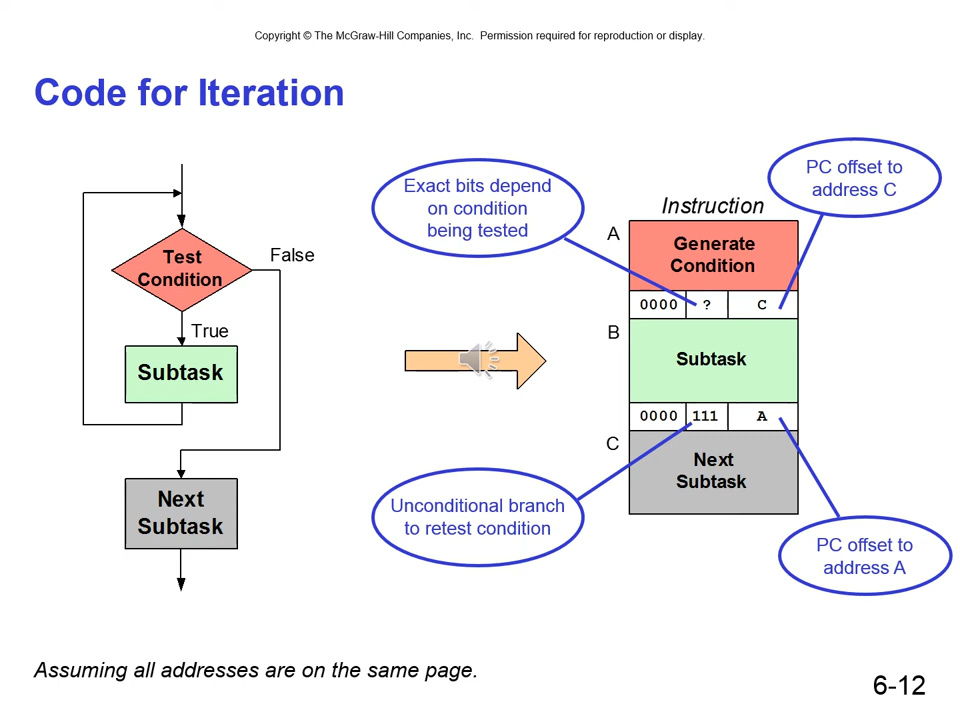 Copyright © The McGraw-Hill Companies, Inc. Permission required for reproduction or display.
Code for Iteration
Test
Condition
False
True
Subtask
Next
Subtask
Exact bits depend
on condition
being tested
PC offset to
address C
Instruction
A
Generate
Condition
0000 ? C
B
Subtask
0000 111 A
C
Next
Subtask
Unconditional branch
to retest condition
PC offset to
address A
Assuming all addresses are on the same page.
6-12